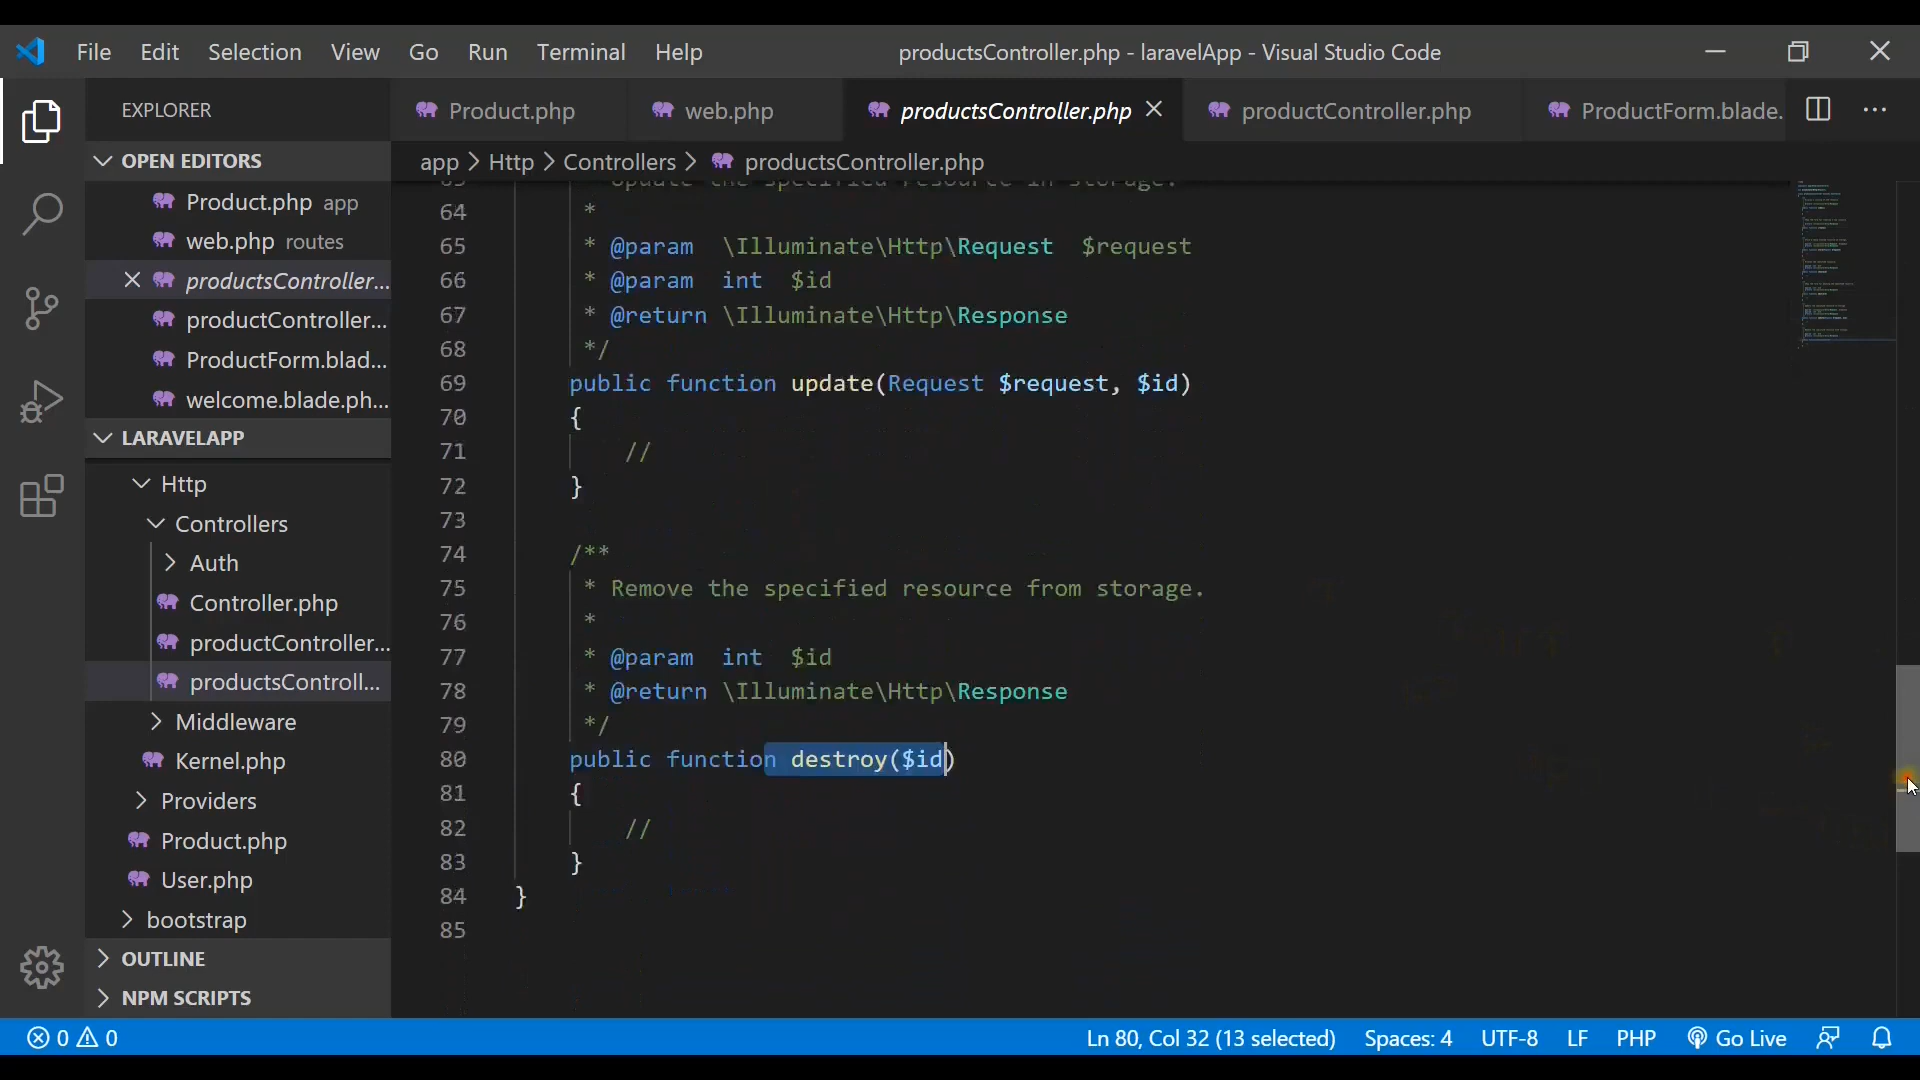 File Edit Selection View Go Run Terminal Help productsController.php - laravelApp - Visual Studio Code
EXPLORER
OPEN EDITORS
Product.php app
web.php routes
productsController...
productController...
ProductForm.blad...
welcome.blade.ph...
LARAVELAPP
Http
Controllers
Auth
Controller.php
productController...
productsControll...
Middleware
Kernel.php
Providers
Product.php
User.php
bootstrap
OUTLINE
NPM SCRIPTS
Product.php web.php productsController.php productController.php ProductForm.blade.
app > Http > Controllers > productsController.php
63 * Update the specified resource in storage.
64 *
65 * @param \Illuminate\Http\Request $request
66 * @param int $id
67 * @return \Illuminate\Http\Response
68 */
69 public function update(Request $request, $id)
70 {
71 //
72 }
73
74 /**
75 * Remove the specified resource from storage.
76 *
77 * @param int $id
78 * @return \Illuminate\Http\Response
79 */
80 public function destroy($id)
81 {
82 //
83 }
84 }
85
0 0 Ln 80, Col 32 (13 selected) Spaces: 4 UTF-8 LF PHP Go Live